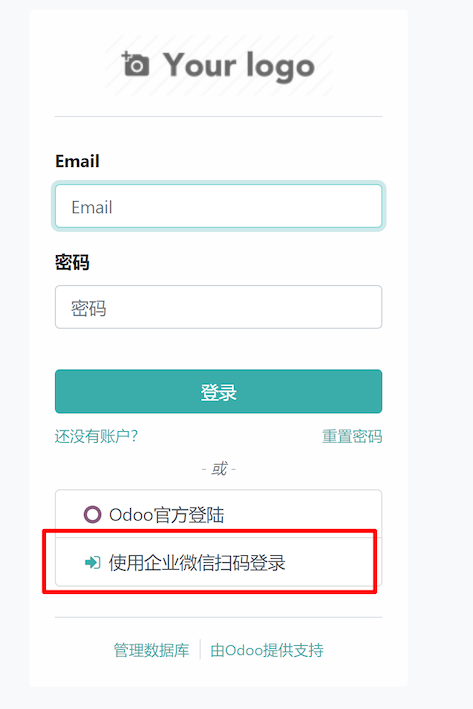 Your logo
Email
Email
密码
密码
登录
还没有账户？ 重置密码
- 或 -
Odoo官方登陆
使用企业微信扫码登录
管理数据库 由Odoo提供支持